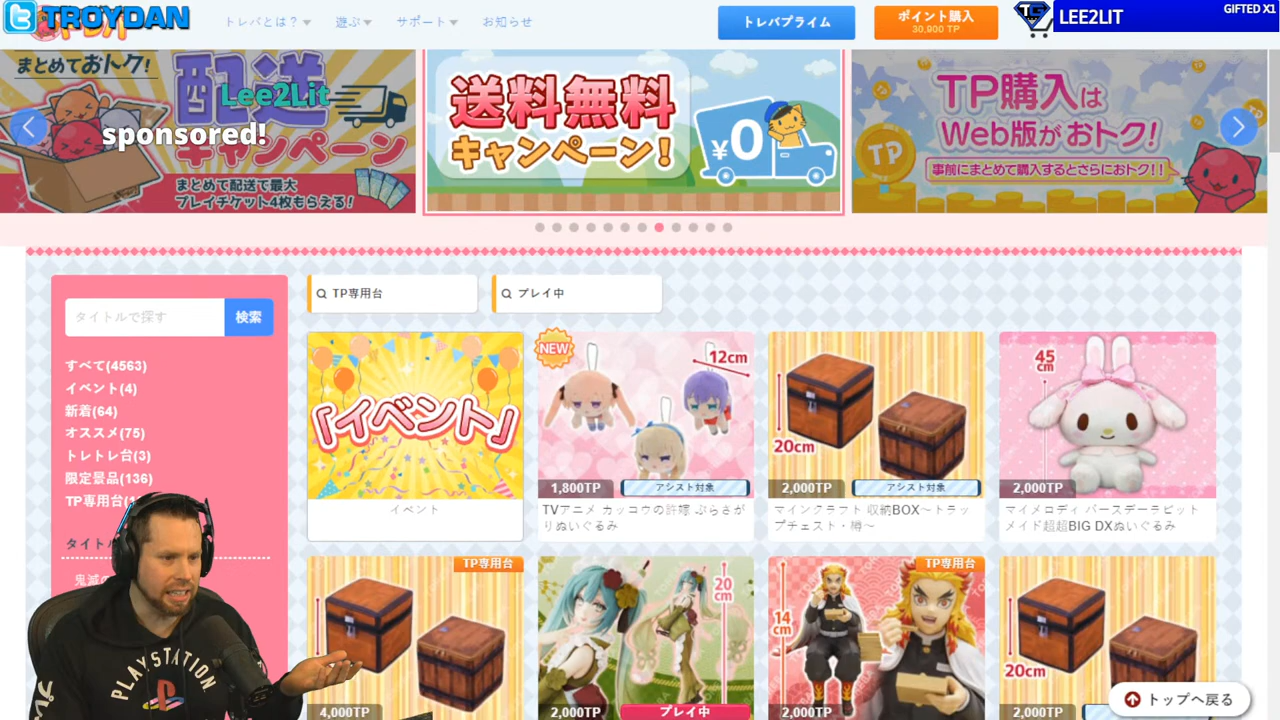 TROYDAN
トレバとは?
遊ぶ
サポート
お知らせ
トレバプライム
ポイント購入
30,900 TP
LEE2LIT
GIFTED X1
まとめておトク!
配送
キャンペーン
Lee2Lit
sponsored!
まとめて配送で最大
プレイチケット4枚もらえる!
送料無料
キャンペーン!
¥0
TP購入は
Web版がおトク!
TP
事前にまとめて購入するとさらにおトク!!
TP専用台
プレイ中
タイトルで探す
検索
すべて(4563)
イベント(4)
新着(64)
オススメ(75)
トレトレ台(3)
限定景品(136)
TP専用台(1
タイトル
鬼滅の
「イベント」
イベント
NEW
12cm
1,800TP
アシスト対象
TVアニメ カッコウの許嫁 ぶらさが
りぬいぐるみ
20cm
2,000TP
アシスト対象
マインクラフト 収納BOX～トラッ
プチェスト・樽～
45
cm
2,000TP
マイメロディ バースデーラビット
メイド超超BIG DXぬいぐるみ
TP専用台
4,000TP
20
cm
2,000TP
プレイ中
TP専用台
14
cm
2,000TP
20cm
2,000TP
トップへ戻る
PLAYSTATION